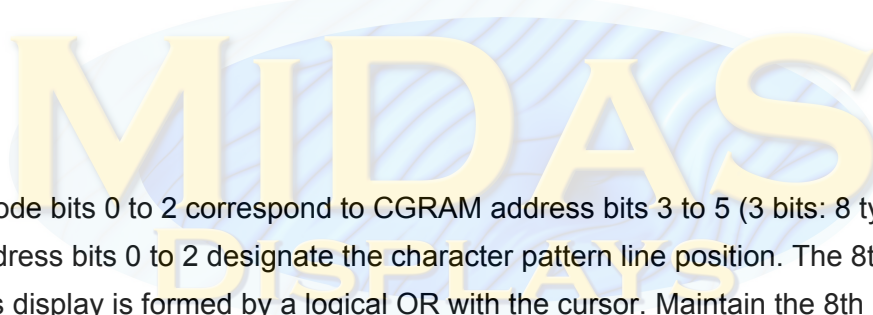 MIDAS
DISPLAYS
ode bits 0 to 2 correspond to CGRAM address bits 3 to 5 (3 bits: 8 ty
dress bits 0 to 2 designate the character pattern line position. The 8t
s display is formed by a logical OR with the cursor. Maintain the 8th